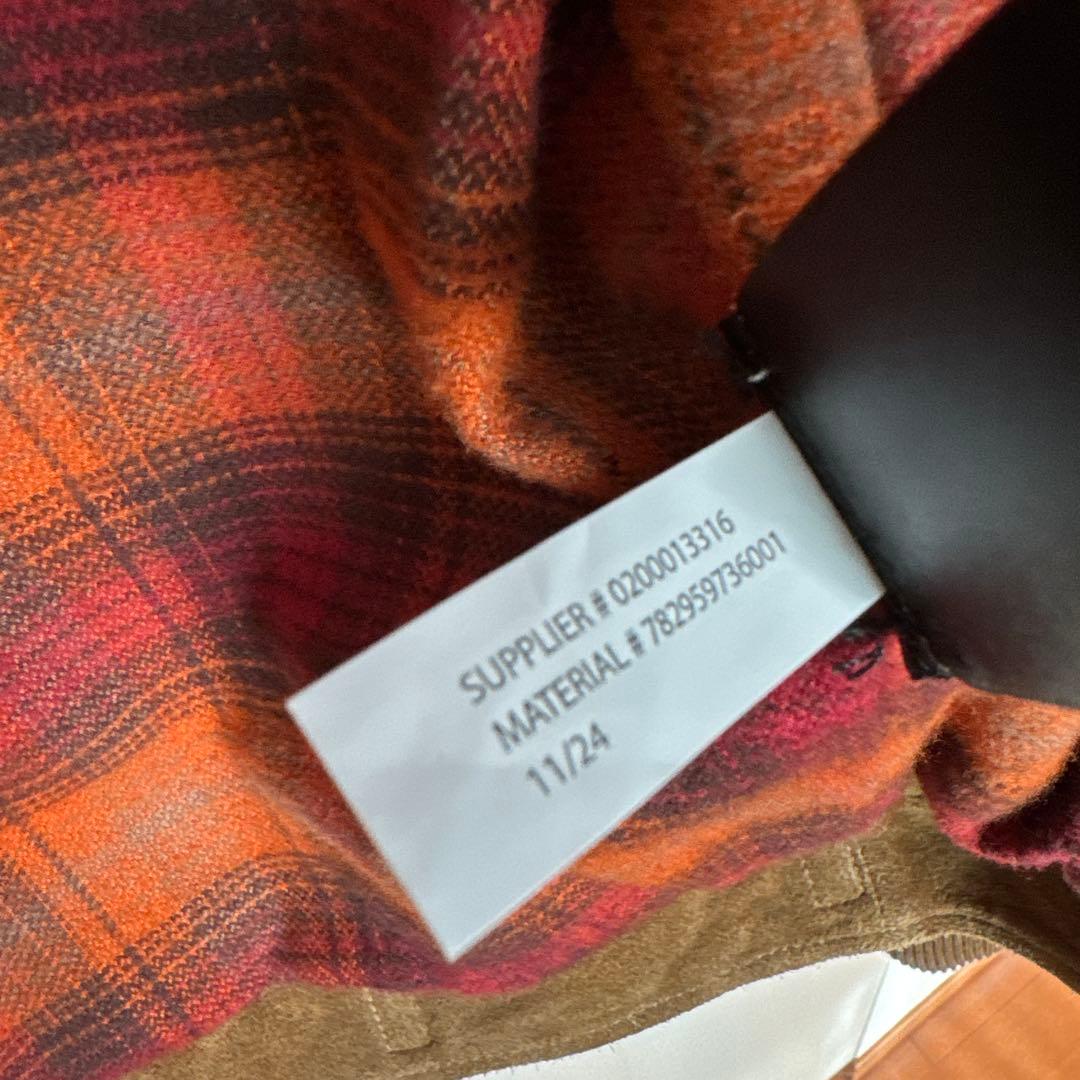 SUPPLIER # 0200013316
MATERIAL # 782959736001
11/24